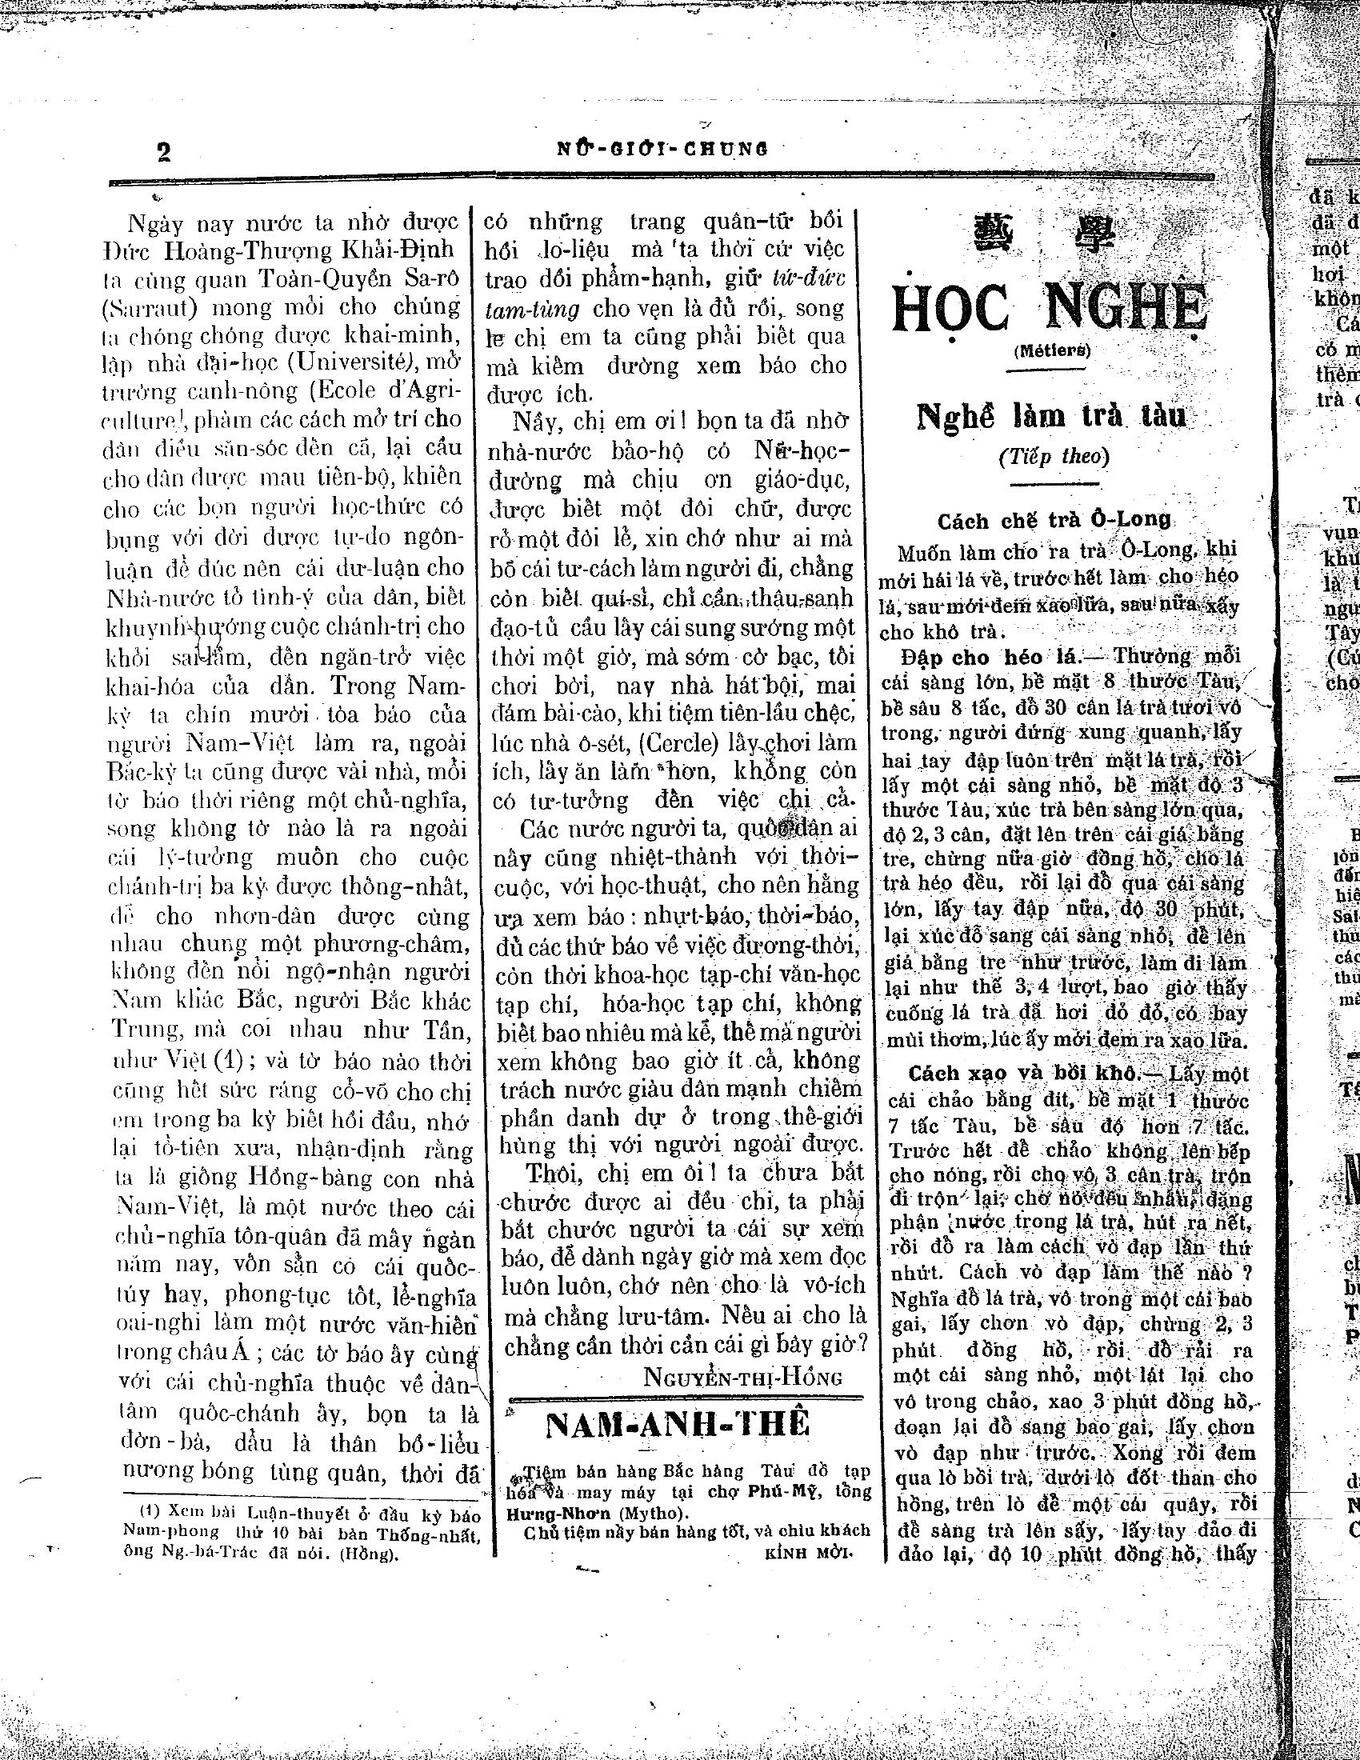 2
NỮ-GIỚI-CHUNG
Ngày nay nước ta nhờ được
Đức Hoàng-Thượng Khải-Định
ta cùng quan Toàn-Quyền Sa-rô
(Sarraut) mong mỏi cho chúng
ta chóng chóng được khai-minh,
lập nhà đại-học (Université), mở
trường canh-nông (Ecole d'Agri-
culture), phàm các cách mở trí cho
dân điều săn-sóc đến cả, lại cầu
cho dân được mau tiến-bộ, khiến
cho các bọn người học-thức có
bụng với đời được tự-do ngôn-
luận để đúc nên cái dư-luận cho
Nhà-nước tỏ tình-ý của dân, biết
khuynh-hướng cuộc chánh-trị cho
khỏi sai-lầm, đến ngăn-trở việc
khai-hóa của dân. Trong Nam-
kỳ ta chín mười tòa báo của
người Nam-Việt làm ra, ngoài
Bắc-kỳ ta cũng được vài nhà, mỗi
tờ báo thời riêng một chủ-nghĩa,
song không tờ nào là ra ngoài
cái lý-tưởng muốn cho cuộc
chánh-trị ba kỳ được thống-nhất,
để cho nhơn-dân được cùng
nhau chung một phương-châm,
không đến nỗi ngộ-nhận người
Nam khác Bắc, người Bắc khác
Trung, mà coi nhau như Tần,
như Việt (1) ; và tờ báo nào thời
cũng hết sức ráng cổ-võ cho chị
em trong ba kỳ biết hồi đầu, nhớ
lại tổ-tiên xưa, nhận-định rằng
ta là giống Hồng-bàng con nhà
Nam-Việt, là một nước theo cái
chủ-nghĩa tôn-quân đã mấy ngàn
năm nay, vốn sẵn có cái quốc-
túy hay, phong-tục tốt, lễ-nghĩa
oai-nghi làm một nước văn-hiến
trong châu Á ; các tờ báo ấy cùng
với cái chủ-nghĩa thuộc về dân-
tâm quốc-chánh ấy, bọn ta là
đờn-bà, dẫu là thân bồ-liễu
nương bóng tùng quân, thời đã
(1) Xem bài Luận-thuyết ở đầu kỳ báo
Nam-phong thứ 10 bài bàn Thống-nhất,
ông Ng.-bá-Trác đã nói. (Hồng).
có những trang quân-tử bồi
hồi lo-liệu mà ta thời cứ việc
trao dồi phẩm-hạnh, giữ tứ-đức
tam-tùng cho vẹn là đủ rồi, song
le chị em ta cũng phải biết qua
mà kiếm đường xem báo cho
được ích.
Nầy, chị em ơi! bọn ta đã nhờ
nhà-nước bảo-hộ có Nữ-học-
đường mà chịu ơn giáo-dục,
được biết một đôi chữ, được
rỏ một đôi lẻ, xin chớ như ai mà
bỏ cái tư-cách làm người đi, chẳng
còn biết qui-sỉ, chỉ cần thâu-sanh
đạo-tủ cầu lấy cái sung sướng một
thời một giờ, mà sớm cờ bạc, tối
chơi bời, nay nhà hát bội, mai
đám bài-cào, khi tiệm tiên-lầu chệc,
lúc nhà ô-sét, (Cercle) lấy chơi làm
ích, lấy ăn làm hơn, không còn
có tư-tưởng đến việc chi cả.
Các nước người ta, quốc-dân ai
nấy cũng nhiệt-thành với thời-
cuộc, với học-thuật, cho nên hằng
ưa xem báo : nhựt-báo, thời-báo,
đủ các thứ báo về việc đương-thời,
còn thời khoa-học tạp-chí văn-học
tạp chí, hóa-học tạp chí, không
biết bao nhiêu mà kể, thế mà người
xem không bao giờ ít cả, không
trách nước giàu dân mạnh chiếm
phần danh dự ở trong thế-giới
hùng thị với người ngoài được.
Thôi, chị em ôi ! ta chưa bắt
chước được ai đều chi, ta phải
bắt chước người ta cái sự xem
báo, để dành ngày giờ mà xem đọc
luôn luôn, chớ nên cho là vô-ích
mà chẳng lưu-tâm. Nếu ai cho là
chẳng cần thời cần cái gì bây giờ?
NGUYỄN-THỊ-HỒNG
NAM-ANH-THÊ
Tiệm bán hàng Bắc hàng Tàu đồ tạp
hóa và may máy tại chợ Phú-Mỹ, tổng
Hưng-Nhơn (Mytho).
Chủ tiệm nầy bán hàng tốt, và chìu khách
KÍNH MỜI.
藝 學
HỌC NGHỆ
(Métiers)
Nghề làm trà tàu
(Tiếp theo)
Cách chế trà Ô-Long
Muốn làm cho ra trà Ô-Long, khi
mới hái lá về, trước hết làm cho héo
lá, sau mới đem xao lữa, sau nữa xấy
cho khô trà.
Đập cho héo lá.— Thường mỗi
cái sàng lớn, bề mặt 8 thước Tàu,
bề sâu 8 tấc, đổ 30 cân lá trà tươi vô
trong, người đứng xung quanh, lấy
hai tay đập luôn trên mặt lá trà, rồi
lấy một cái sàng nhỏ, bề mặt độ 3
thước Tàu, xúc trà bên sàng lớn qua,
độ 2, 3 cân, đặt lên trên cái giá bằng
tre, chừng nữa giờ đồng hồ, cho lá
trà héo đều, rồi lại đổ qua cái sàng
lớn, lấy tay đập nữa, độ 30 phút,
lại xúc đổ sang cái sàng nhỏ, để lên
giá bằng tre như trước, làm đi làm
lại như thế 3, 4 lượt, bao giờ thấy
cuống lá trà đã hơi đỏ đỏ, có bay
mùi thơm, lúc ấy mới đem ra xao lữa.
Cách xạo và bồi khô.— Lấy một
cái chảo bằng đít, bề mặt 1 thước
7 tấc Tàu, bề sâu độ hơn 7 tấc.
Trước hết để chảo không lên bếp
cho nóng, rồi cho vô 3 cân trà, trộn
đi trộn lại, chờ nó đều nhau, đặng
phận nước trong lá trà, hút ra hết,
rồi đổ ra làm cách vò đạp lần thứ
nhứt. Cách vò đạp làm thế nào ?
Nghĩa đổ lá trà, vô trong một cái bao
gai, lấy chơn vò đạp, chừng 2, 3
phút đồng hồ, rồi đổ rải ra
một cái sàng nhỏ, một lát lại cho
vô trong chảo, xao 3 phút đồng hồ,
đoạn lại đổ sang bao gai, lấy chơn
vò đạp như trước. Xong rồi đem
qua lò bồi trà, dưới lò đốt than cho
hồng, trên lò để một cái quây, rồi
để sàng trà lên sấy, lấy tay đảo đi
đảo lại, độ 10 phút đồng hồ, thấy